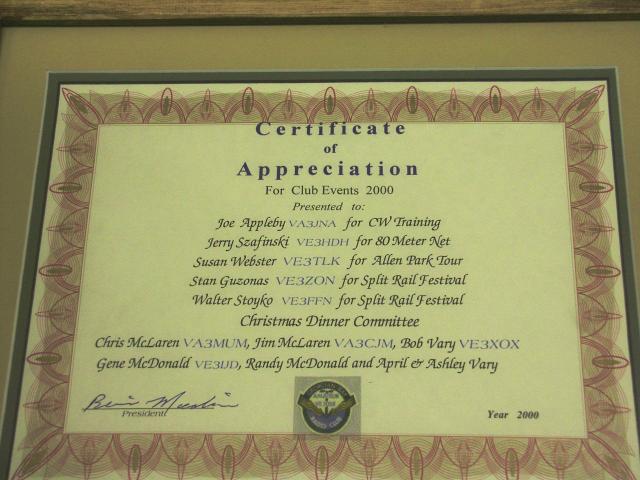 Certificate
of
Appreciation
For Club Events 2000
Presented to:
Joe Appleby VA3JNA for CW Training
Jerry Szafinski VE3HDH for 80 Meter Net
Susan Webster VE3TLK for Allen Park Tour
Stan Guzonas VE3ZON for Split Rail Festival
Walter Stoyko VE3FFN for Split Rail Festival
Christmas Dinner Committee
Chris McLaren VA3MUM, Jim McLaren VA3CJM, Bob Vary VE3XOX
Gene McDonald VE3IJD, Randy McDonald and April & Ashley Vary
President
Year 2000
RADIO CLUB